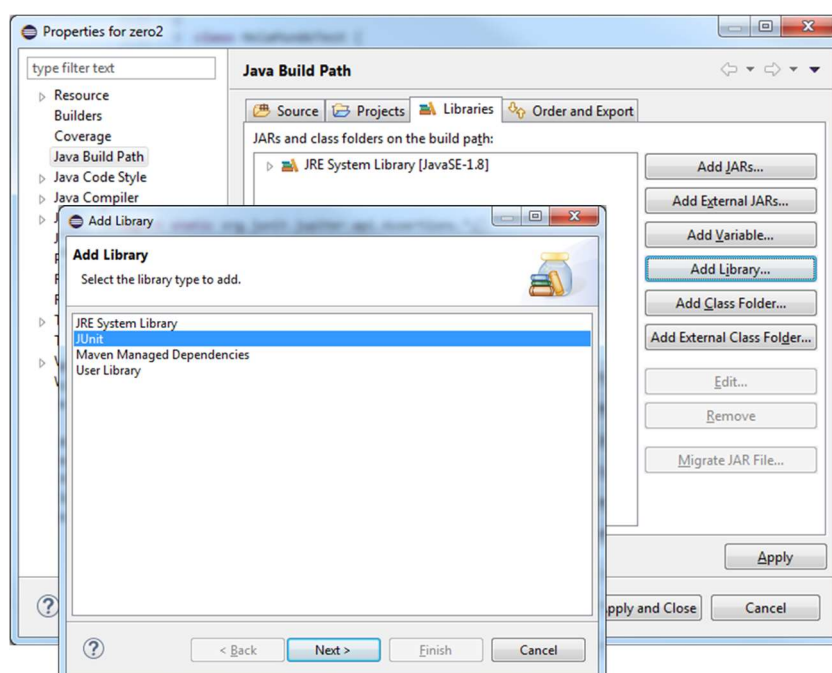 Properties for zero2
type filter text
Resource
Builders
Coverage
Java Build Path
Java Code Style
Java Compiler
Java Build Path
Source
Projects
Libraries
Order and Export
JARs and class folders on the build path:
JRE System Library [JavaSE-1.8]
Add JARs...
Add External JARs...
Add Variable...
Add Library...
Add Class Folder...
Add External Class Folder...
Edit...
Remove
Migrate JAR File...
Apply
pply and Close
Cancel
Add Library
Add Library
Select the library type to add.
JRE System Library
JUnit
Maven Managed Dependencies
User Library
< Back
Next >
Finish
Cancel